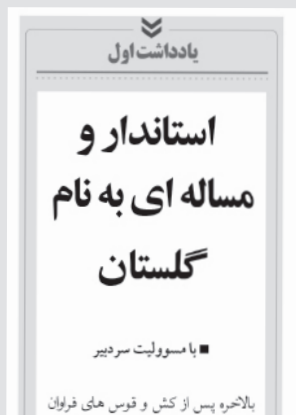 یادداشت اول
استاندار و
مساله ای به نام
گلستان
■ با مسوولیت سردبیر
بالاخره پس از کش و قوس های فراوان